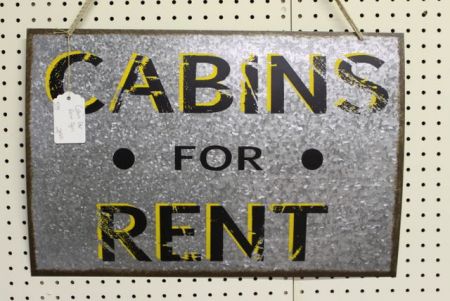 CABINS
• FOR •
RENT